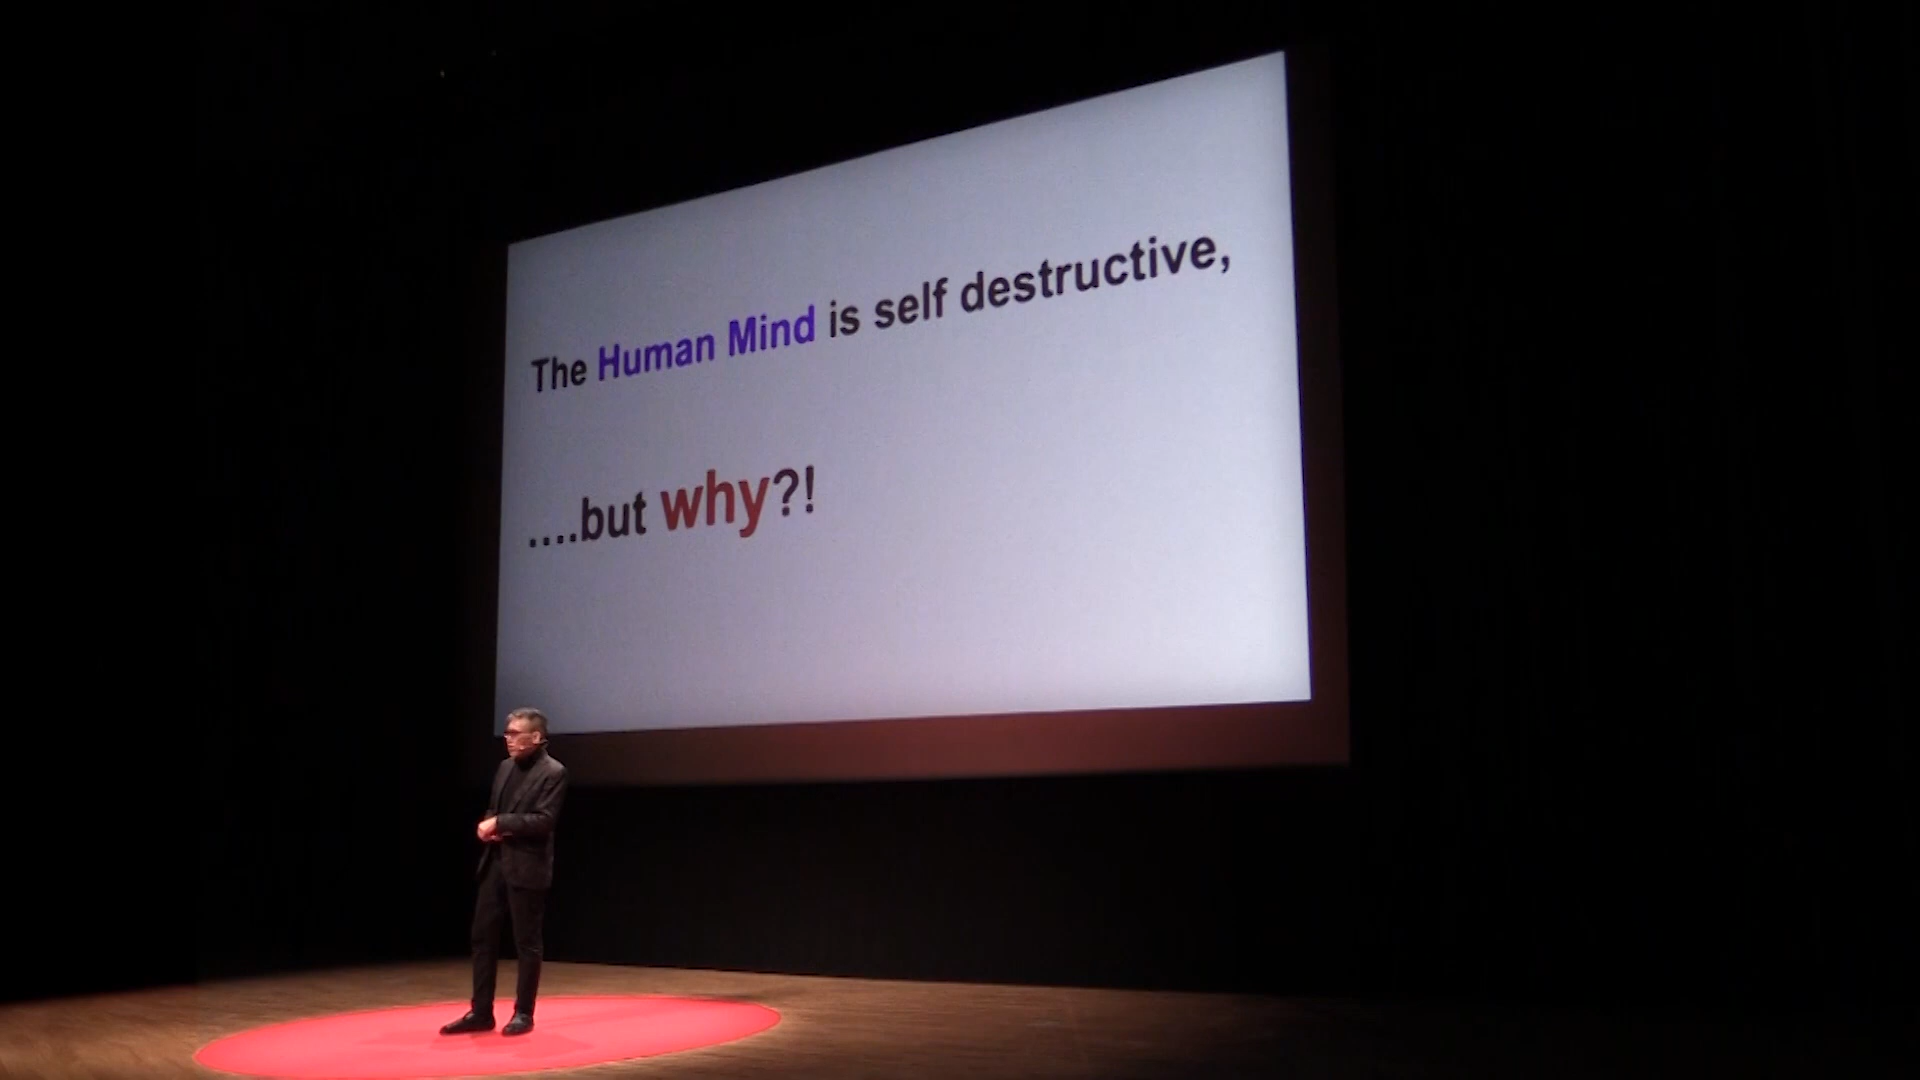 The Human Mind is self destructive,
....but why?!